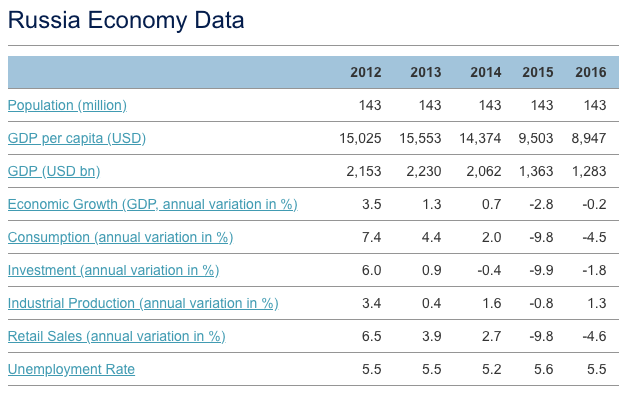 Russia Economy Data
2012 2013 2014 2015 2016
Population (million) 143 143 143 143 143
GDP per capita (USD) 15,025 15,553 14,374 9,503 8,947
GDP (USD bn) 2,153 2,230 2,062 1,363 1,283
Economic Growth (GDP, annual variation in %) 3.5 1.3 0.7 -2.8 -0.2
Consumption (annual variation in %) 7.4 4.4 2.0 -9.8 -4.5
Investment (annual variation in %) 6.0 0.9 -0.4 -9.9 -1.8
Industrial Production (annual variation in %) 3.4 0.4 1.6 -0.8 1.3
Retail Sales (annual variation in %) 6.5 3.9 2.7 -9.8 -4.6
Unemployment Rate 5.5 5.5 5.2 5.6 5.5